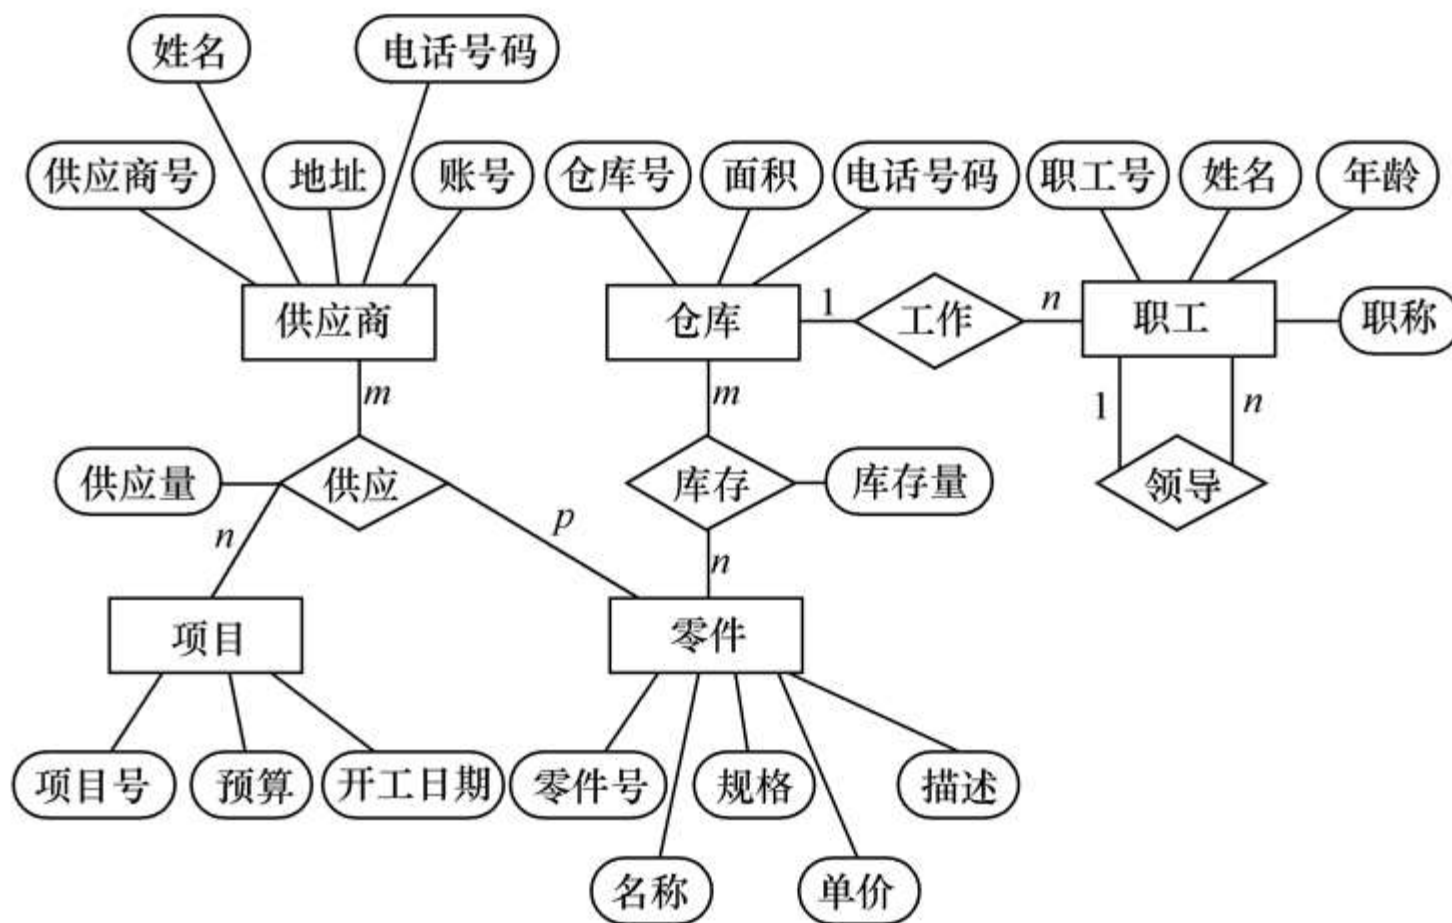 姓名 电话号码
供应商号 地址 账号 仓库号 面积 电话号码 职工号 姓名 年龄
供应商 仓库 1 工作 n 职工 职称
m m 1 n
供应量 供应 库存 库存量 领导
n p n
项目 零件
项目号 预算 开工日期 零件号 规格 描述
名称 单价